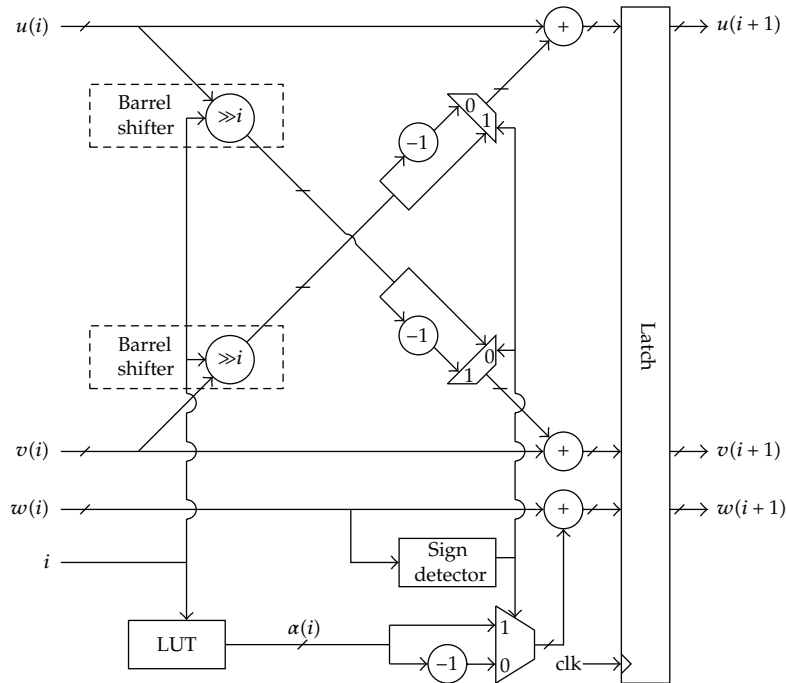 u(i)
+
u(i+1)
Barrel
shifter
≫i
0
1
−1
Barrel
shifter
≫i
−1
0
1
Latch
v(i)
+
v(i+1)
w(i)
+
w(i+1)
i
Sign
detector
LUT
α(i)
1
0
−1
clk